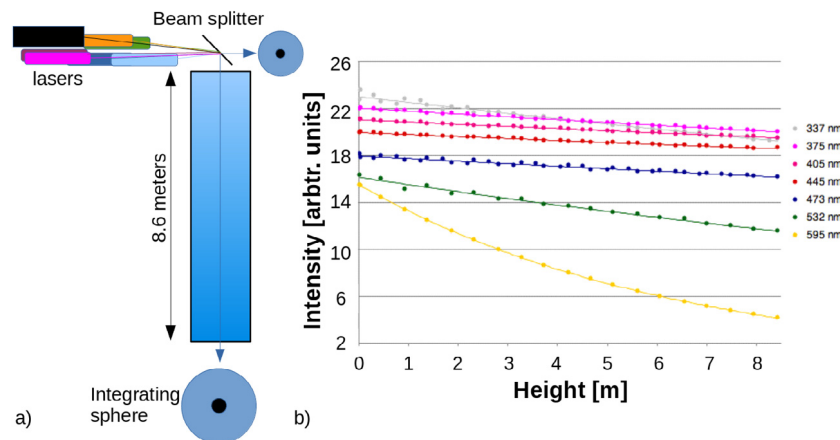 Beam splitter
lasers
8.6 meters
Integrating
sphere
a)
b)
Intensity [arbtr. units]
26
22
18
14
10
6
2
0
1
2
3
4
5
6
7
8
Height [m]
337 nm
375 nm
405 nm
445 nm
473 nm
532 nm
595 nm